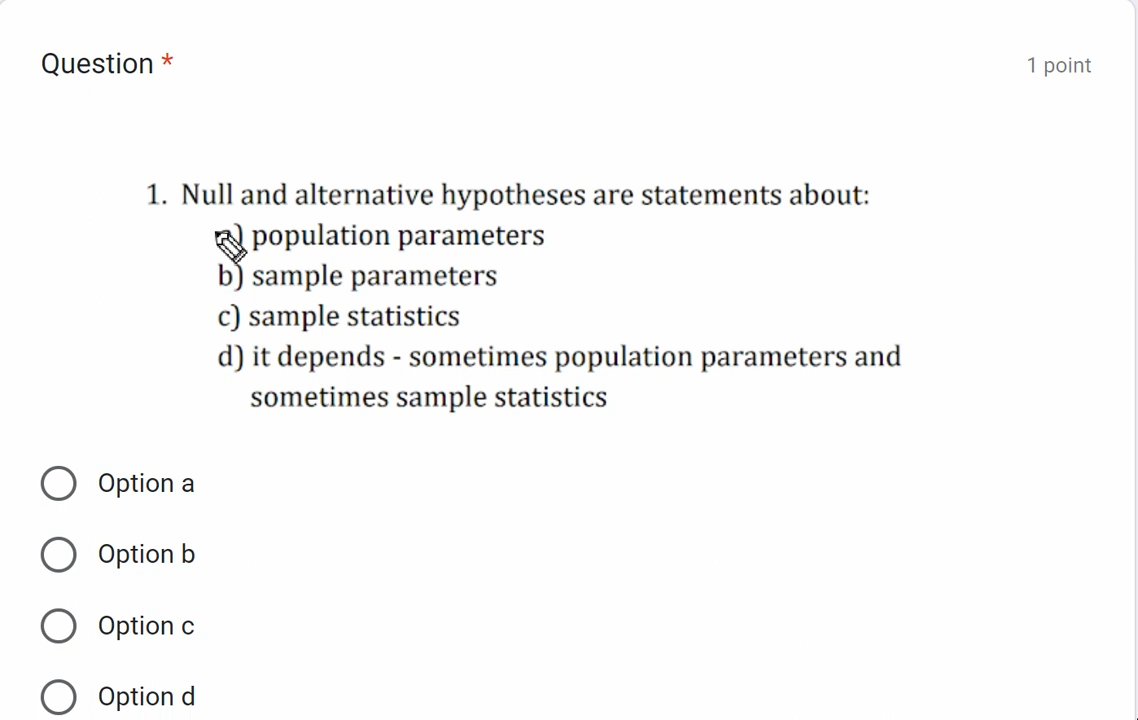 Question *
1 point
1. Null and alternative hypotheses are statements about:
) population parameters
b) sample parameters
c) sample statistics
d) it depends - sometimes population parameters and
sometimes sample statistics
Option a
Option b
Option c
Option d